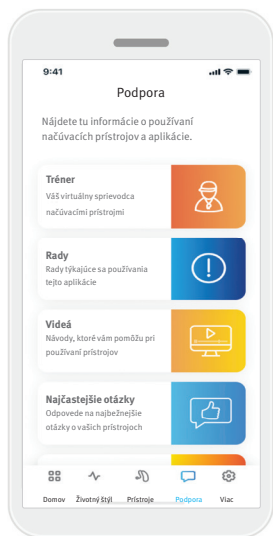 9:41
Podpora
Nájdete tu informácie o používaní
načúvacích prístrojov a aplikácie.
Tréner
Váš virtuálny sprievodca
načúvacími prístrojmi
Rady
Rady týkajúce sa používania
tejto aplikácie
Videá
Návody, ktoré vám pomôžu pri
používaní prístrojov
Najčastejšie otázky
Odpovede na najbežnejšie
otázky o vašich prístrojoch
Domov Životný štýl Prístroje Podpora Viac